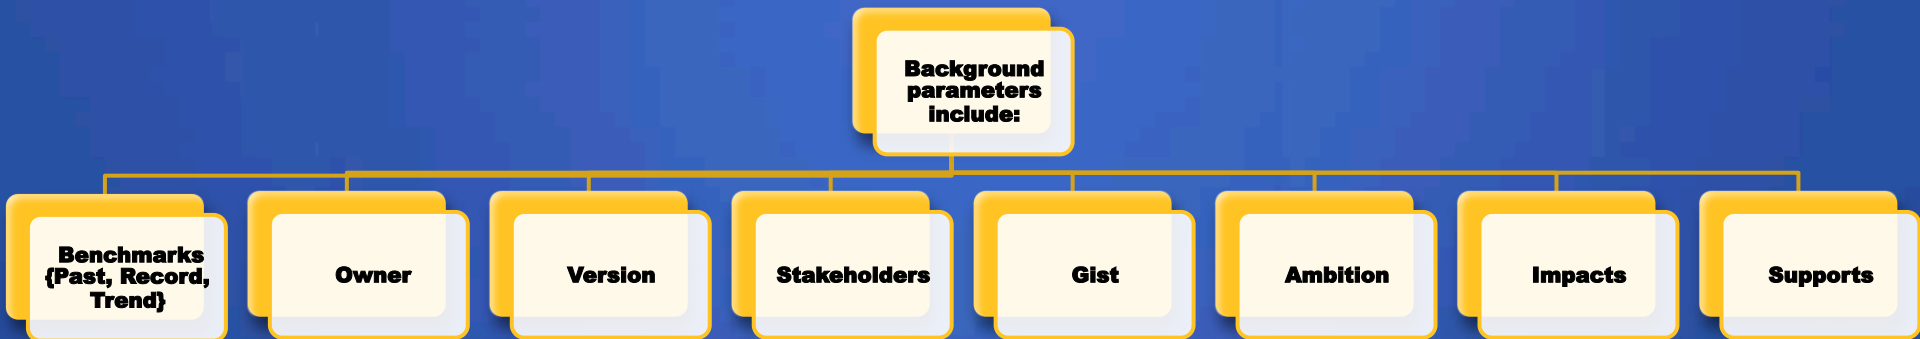 Background
parameters
include:
Benchmarks
{Past, Record,
Trend}
Owner
Version
Stakeholders
Gist
Ambition
Impacts
Supports